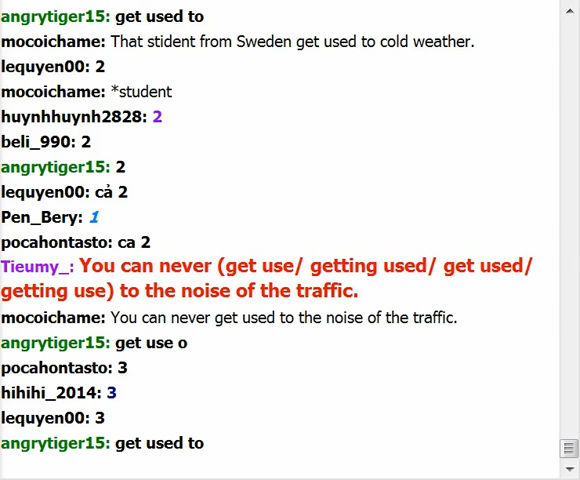 angrytiger15: get used to
mocoichame: That stident from Sweden get used to cold weather.
lequyen00: 2
mocoichame: *student
huynhhuynh2828: 2
beli_990: 2
angrytiger15: 2
lequyen00: cả 2
Pen_Bery: 1
pocahontasto: ca 2
Tieumy_: You can never (get use/ getting used/ get used/
getting use) to the noise of the traffic.
mocoichame: You can never get used to the noise of the traffic.
angrytiger15: get use o
pocahontasto: 3
hihihi_2014: 3
lequyen00: 3
angrytiger15: get used to